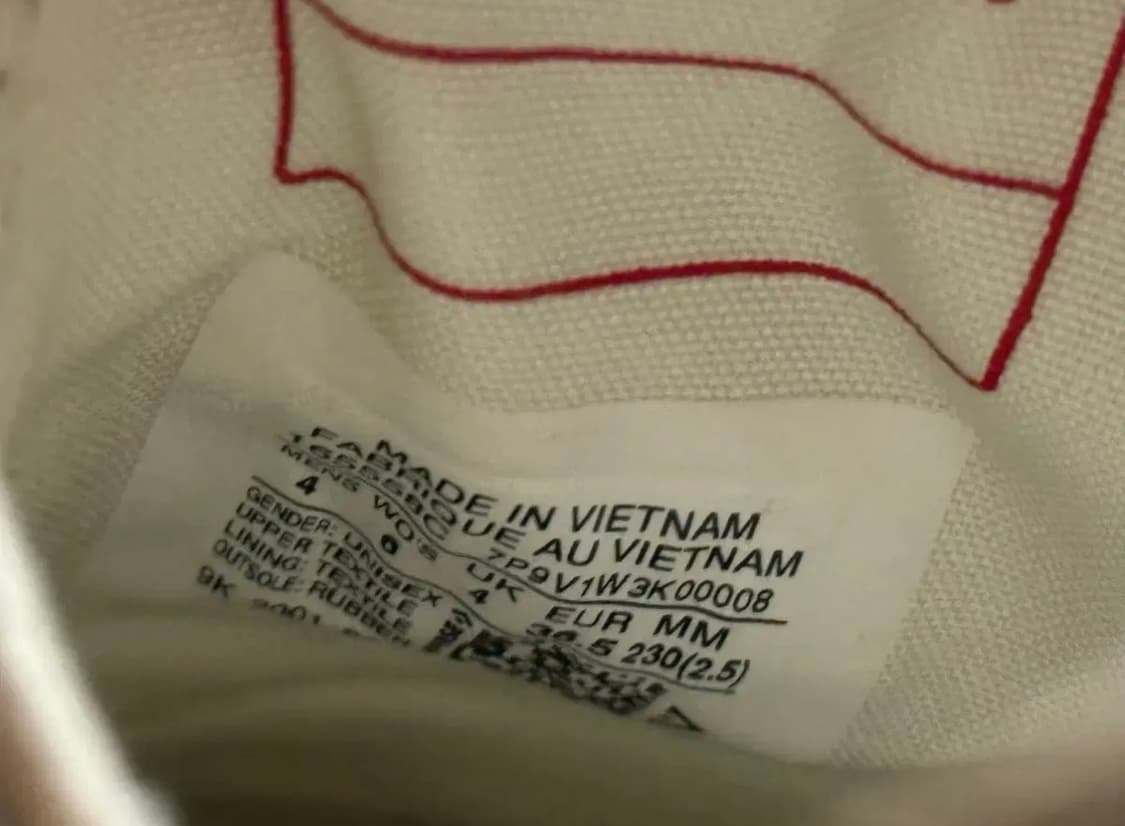 MADE IN VIETNAM
FABRIQUE AU VIETNAM
7P9V1W3K00008
MENS WO'S UK EUR MM
4 6 4 36.5 230(2.5)
GENDER: UNISEX
UPPER TEXTILE
LINING: TEXTILE
OUTSOLE: RUBBER
9K